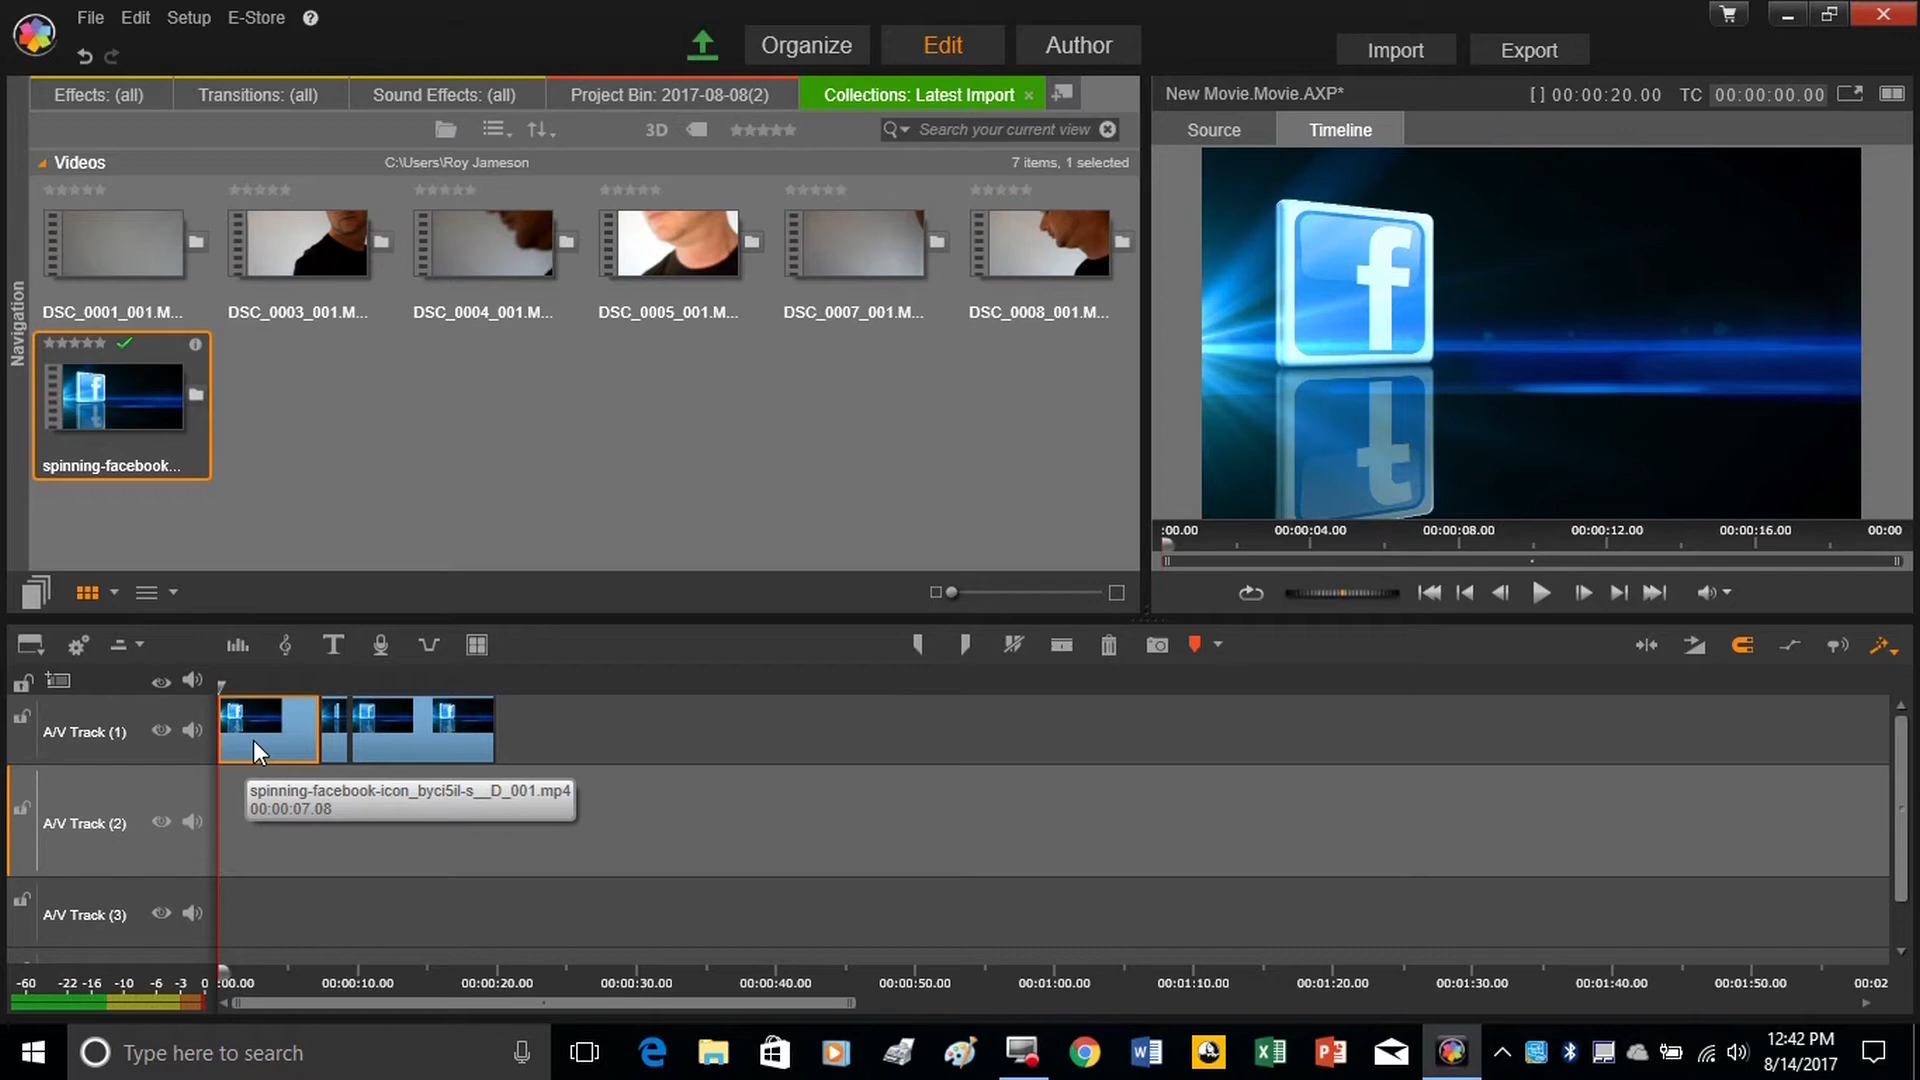 File Edit Setup E-Store ?
Organize Edit Author
Import Export
Effects: (all) Transitions: (all) Sound Effects: (all) Project Bin: 2017-08-08(2) Collections: Latest Import ×
New Movie.Movie.AXP* [ ] 00:00:20.00 TC 00:00:00.00
3D Search your current view
Source Timeline
Videos C:\Users\Roy Jameson 7 items, 1 selected
Navigation
DSC_0001_001.M... DSC_0003_001.M... DSC_0004_001.M... DSC_0005_001.M... DSC_0007_001.M... DSC_0008_001.M...
spinning-facebook...
f
:00.00 00:00:04.00 00:00:08.00 00:00:12.00 00:00:16.00 00:00
A/V Track (1)
spinning-facebook-icon_byci5il-s__D_001.mp4
00:00:07.08
A/V Track (2)
A/V Track (3)
-60 -22 -16 -10 -6 -3 0
:00.00 00:00:10.00 00:00:20.00 00:00:30.00 00:00:40.00 00:00:50.00 00:01:00.00 00:01:10.00 00:01:20.00 00:01:30.00 00:01:40.00 00:01:50.00 00:02
Type here to search
12:42 PM
8/14/2017